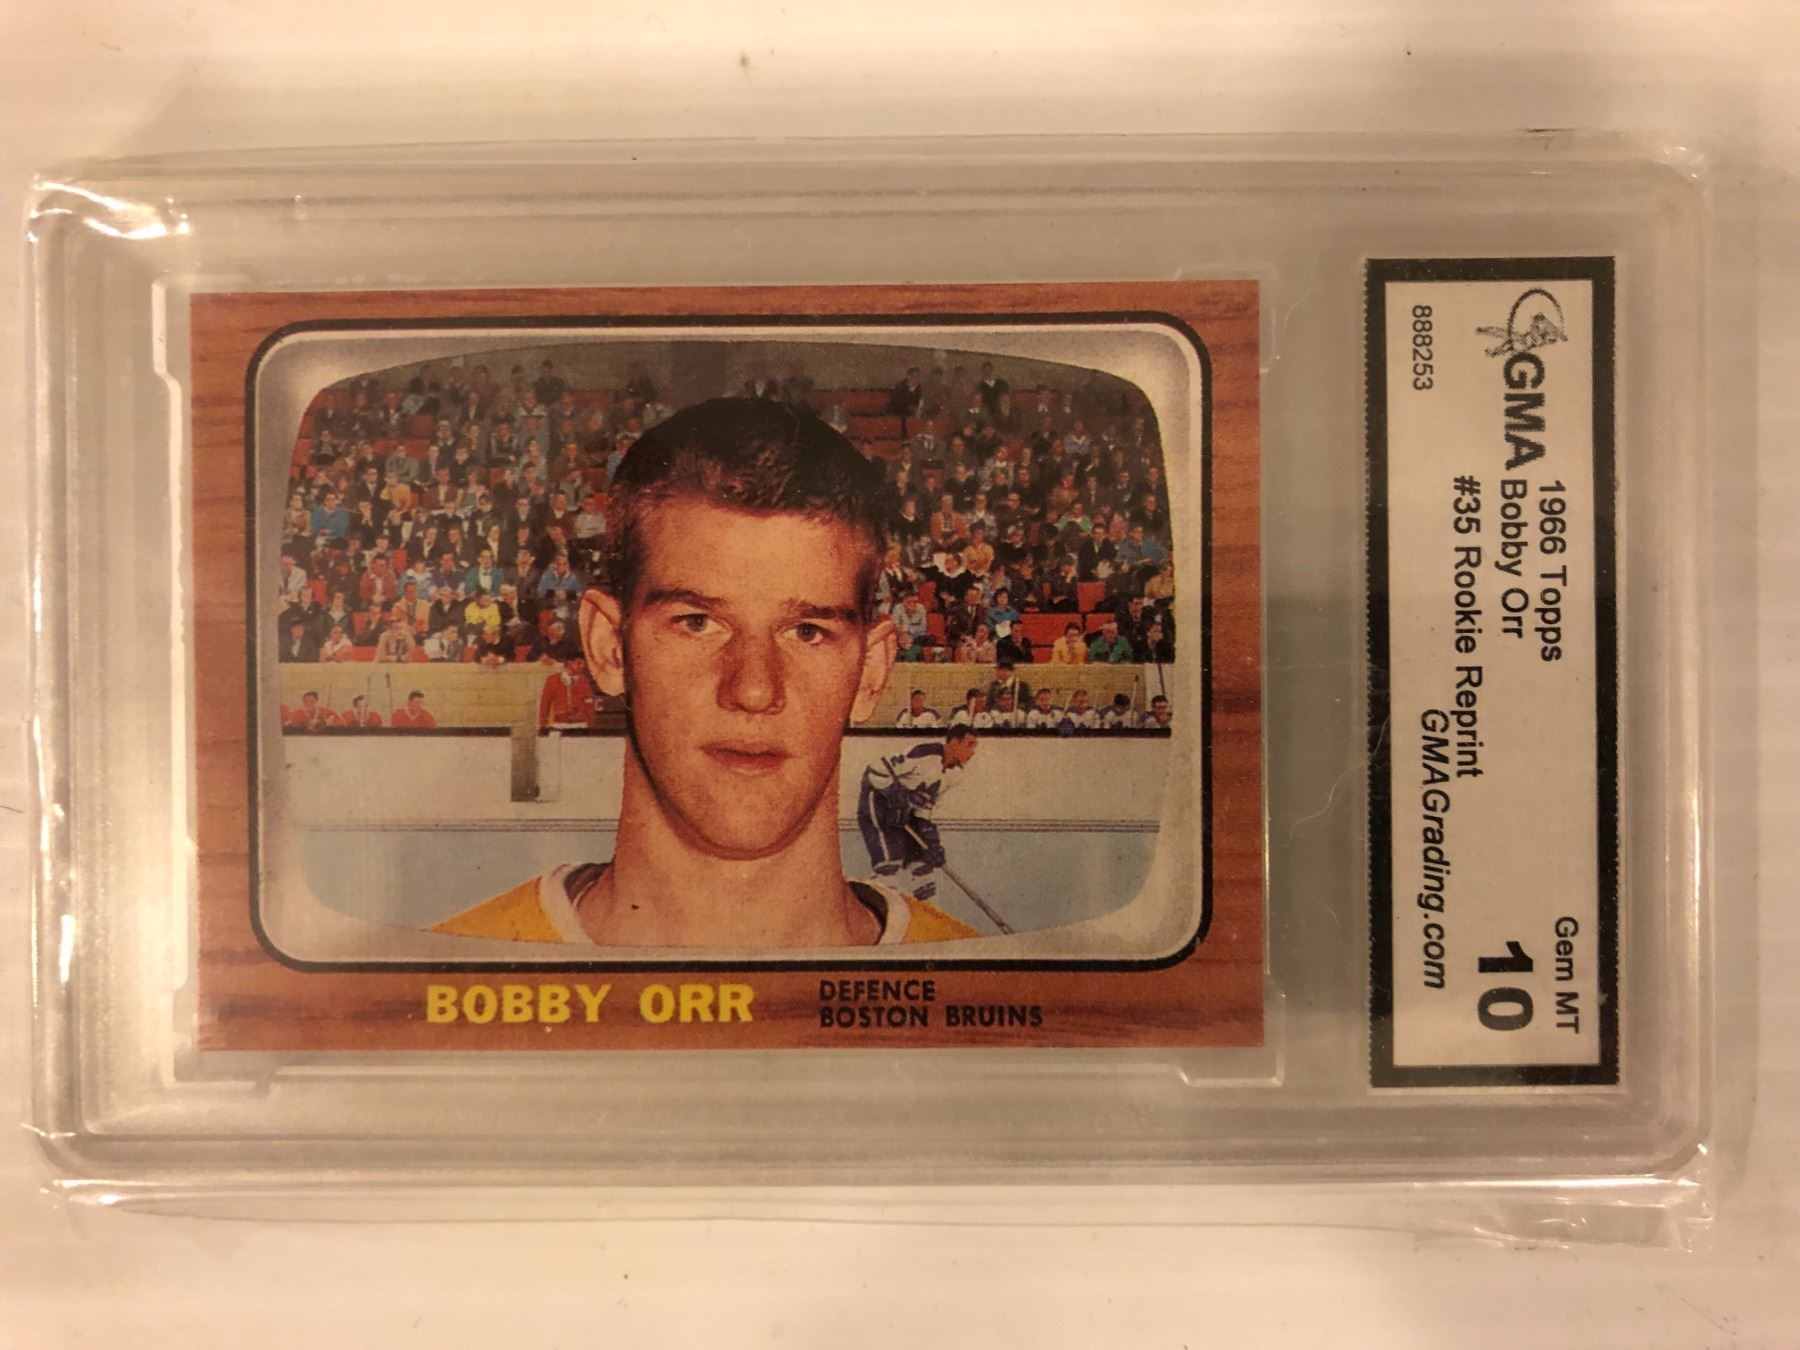 BOBBY ORR
DEFENCE
BOSTON BRUINS
GMA
1966 Topps
Bobby Orr
#35 Rookie Reprint
GMAGrading.com
888253
Gem MT
10